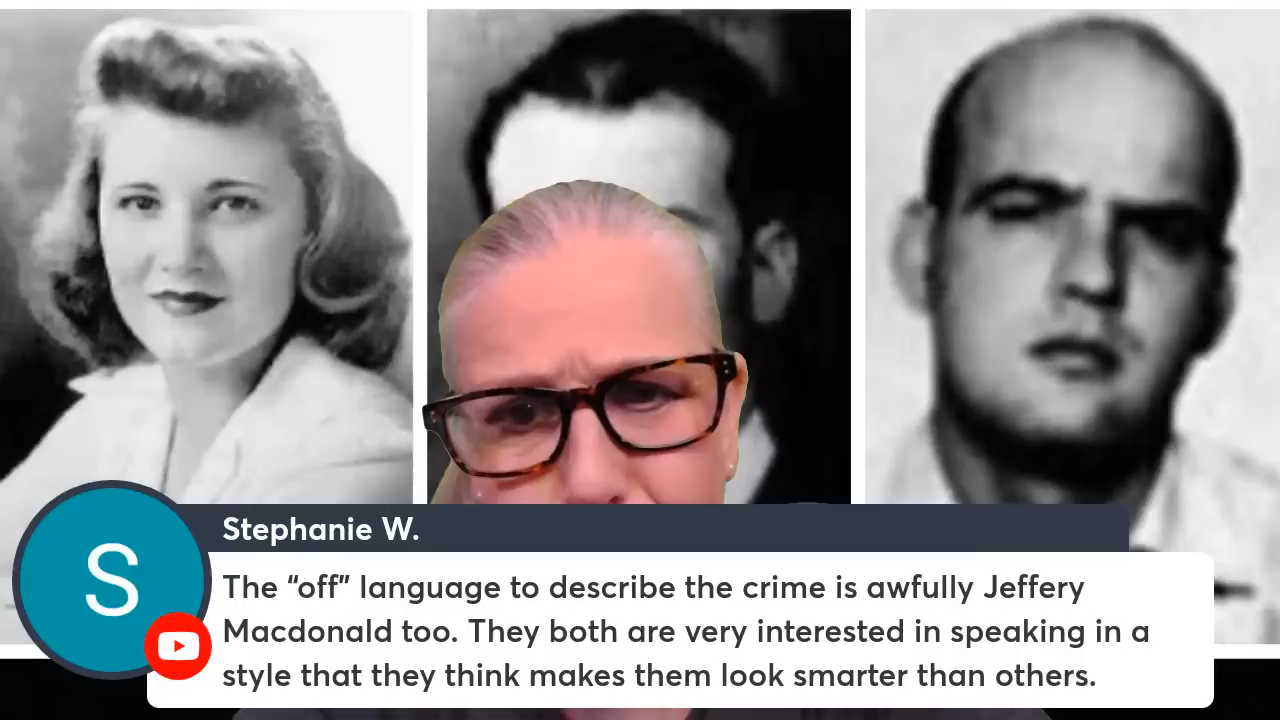 S
Stephanie W.
The “off” language to describe the crime is awfully Jeffery
Macdonald too. They both are very interested in speaking in a
style that they think makes them look smarter than others.